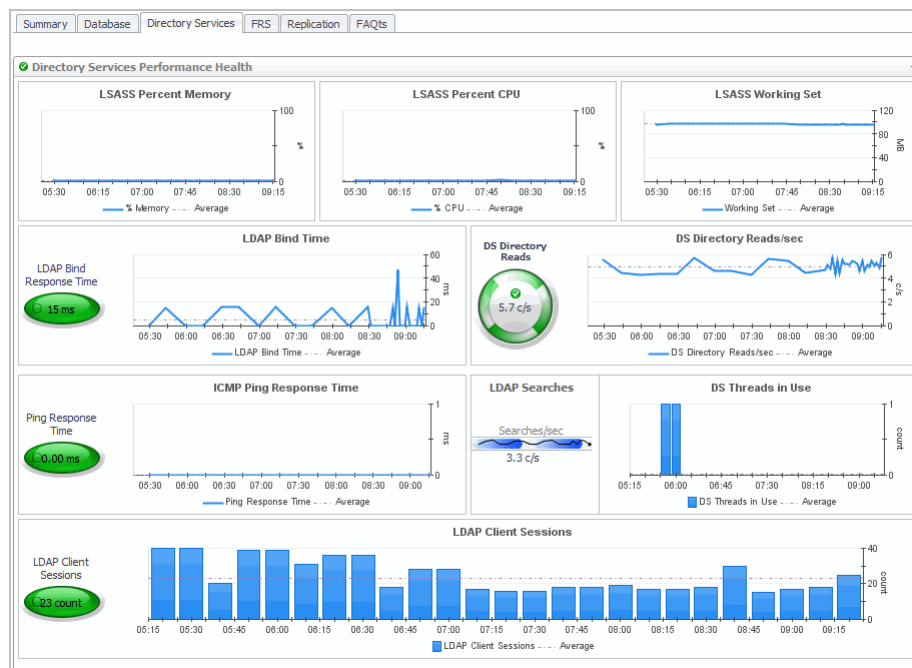 Summary Database Directory Services FRS Replication FAQts
Directory Services Performance Health
LSASS Percent Memory
100
%
0
05:30 06:15 07:00 07:45 08:30 09:15
% Memory Average
LSASS Percent CPU
100
%
0
05:30 06:15 07:00 07:45 08:30 09:15
% CPU Average
LSASS Working Set
120
80
MB
40
0
05:30 06:15 07:00 07:45 08:30 09:15
Working Set Average
LDAP Bind
Response Time
15 ms
LDAP Bind Time
60
40
ms
20
0
05:30 06:00 06:30 07:00 07:30 08:00 08:30 09:00
LDAP Bind Time Average
DS Directory
Reads
5.7 c/s
DS Directory Reads/sec
6
4
c/s
2
0
05:30 06:00 06:30 07:00 07:30 08:00 08:30 09:00
DS Directory Reads/sec Average
Ping Response
Time
0.00 ms
ICMP Ping Response Time
1
ms
0
05:30 06:00 06:30 07:00 07:30 08:00 08:30 09:00
Ping Response Time Average
LDAP Searches
Searches/sec
3.3 c/s
DS Threads in Use
1
count
0
05:15 06:00 06:45 07:30 08:15 09:00
DS Threads in Use Average
LDAP Client
Sessions
23 count
LDAP Client Sessions
40
20
count
0
05:15 05:30 05:45 06:00 06:15 06:30 06:45 07:00 07:15 07:30 07:45 08:00 08:15 08:30 08:45 09:00 09:15
LDAP Client Sessions Average